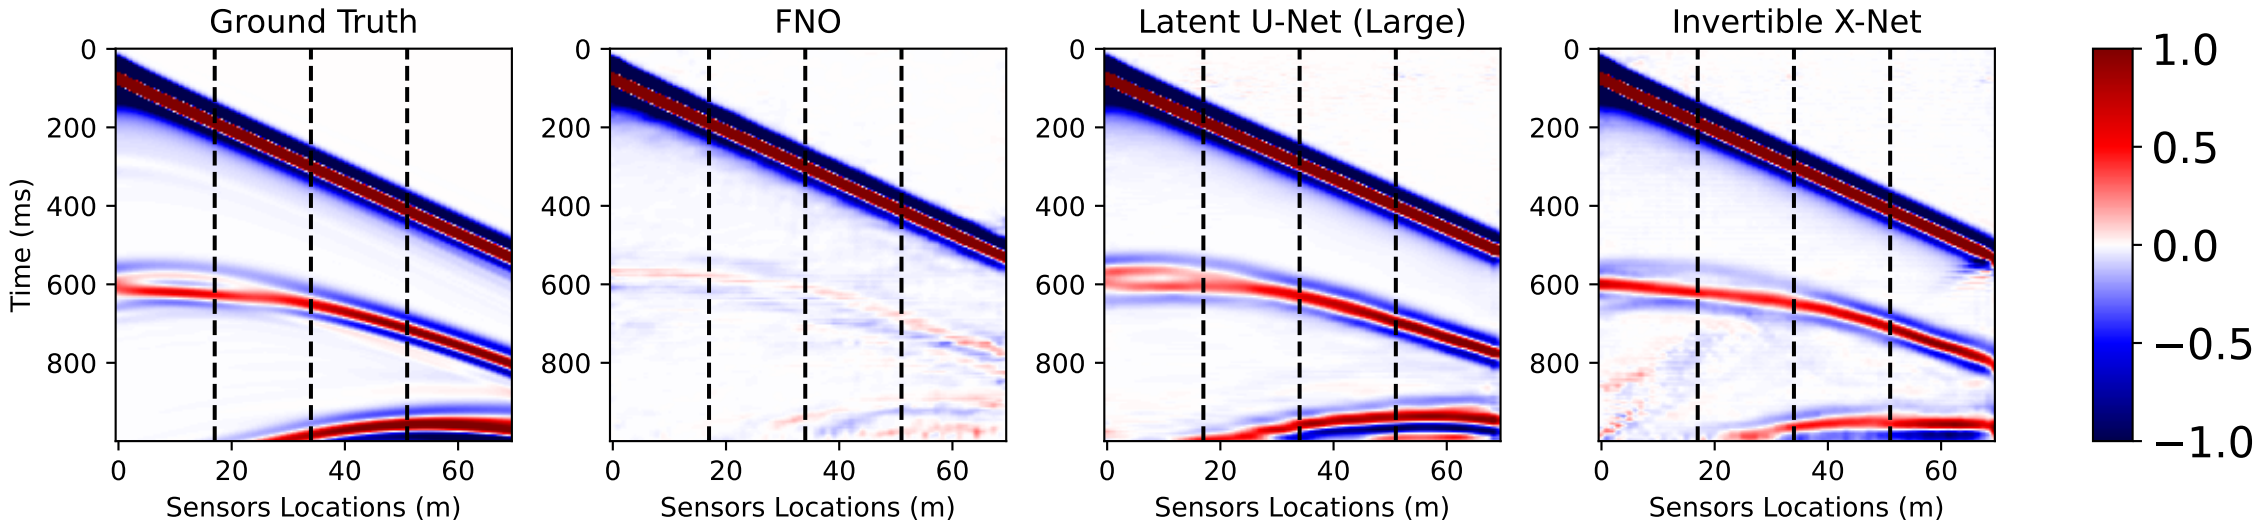 Ground Truth
FNO
Latent U-Net (Large)
Invertible X-Net
0
200
400
600
800
Time (ms)
0 20 40 60
Sensors Locations (m)
0
200
400
600
800
0 20 40 60
Sensors Locations (m)
0
200
400
600
800
0 20 40 60
Sensors Locations (m)
0
200
400
600
800
0 20 40 60
Sensors Locations (m)
1.0
0.5
0.0
−0.5
−1.0